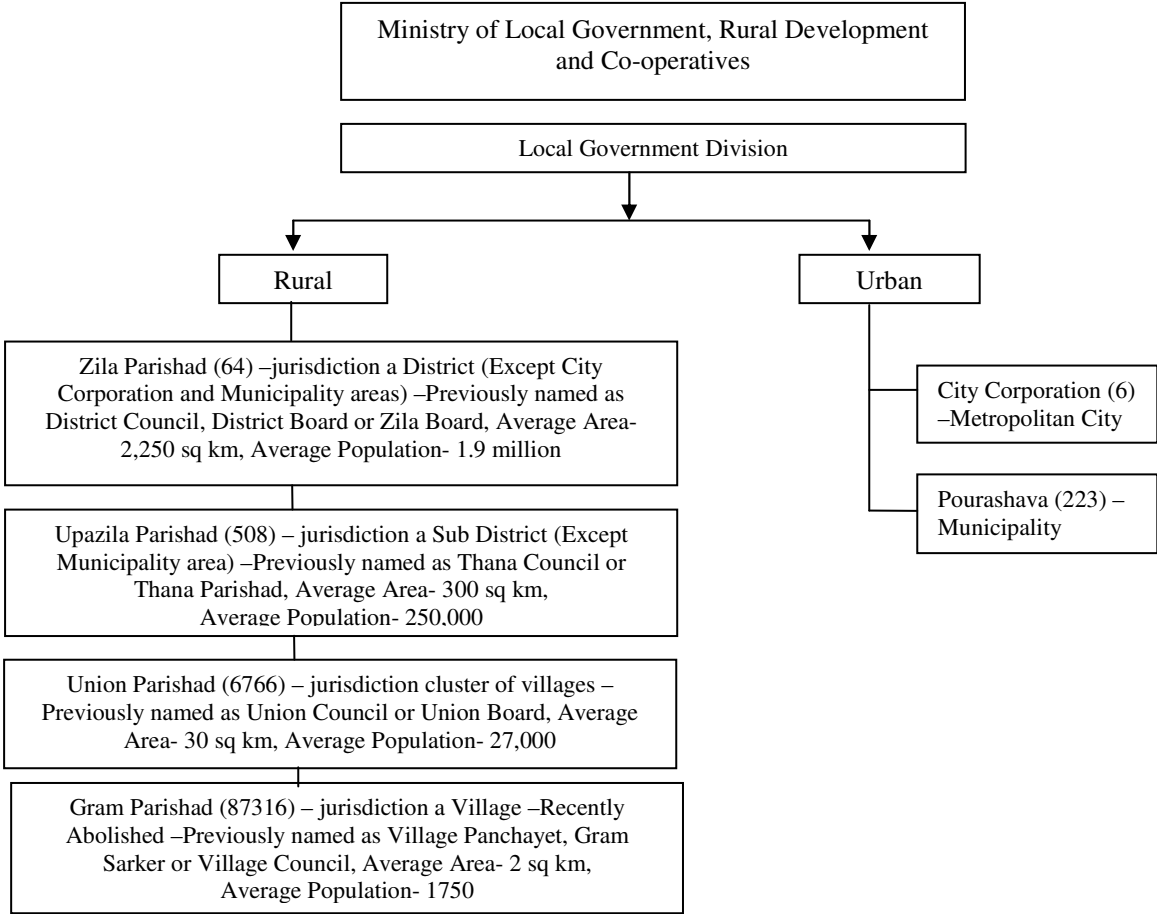 Ministry of Local Government, Rural Development
and Co-operatives
Local Government Division
Rural
Urban
Zila Parishad (64) –jurisdiction a District (Except City
Corporation and Municipality areas) –Previously named as
District Council, District Board or Zila Board, Average Area-
2,250 sq km, Average Population- 1.9 million
Upazila Parishad (508) – jurisdiction a Sub District (Except
Municipality area) –Previously named as Thana Council or
Thana Parishad, Average Area- 300 sq km,
Average Population- 250,000
Union Parishad (6766) – jurisdiction cluster of villages –
Previously named as Union Council or Union Board, Average
Area- 30 sq km, Average Population- 27,000
Gram Parishad (87316) – jurisdiction a Village –Recently
Abolished –Previously named as Village Panchayet, Gram
Sarker or Village Council, Average Area- 2 sq km,
Average Population- 1750
City Corporation (6)
–Metropolitan City
Pourashava (223) –
Municipality